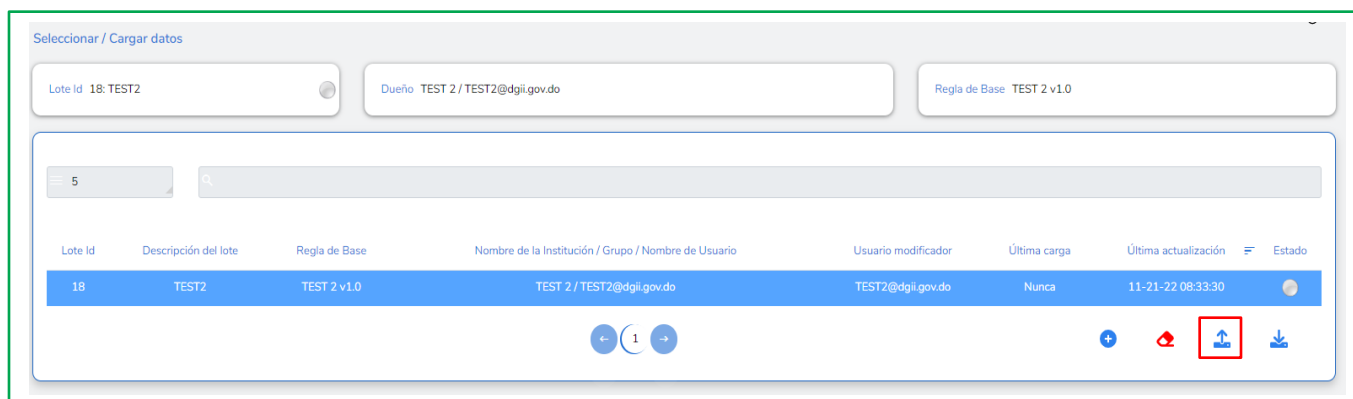 Seleccionar / Cargar datos
Lote Id 18: TEST2
Dueño TEST 2 / TEST2@dgii.gov.do
Regla de Base TEST 2 v1.0
5
Lote Id Descripción del lote Regla de Base Nombre de la Institución / Grupo / Nombre de Usuario Usuario modificador Última carga Última actualización Estado
18 TEST2 TEST 2 v1.0 TEST 2 / TEST2@dgii.gov.do TEST2@dgii.gov.do Nunca 11-21-22 08:33:30
1